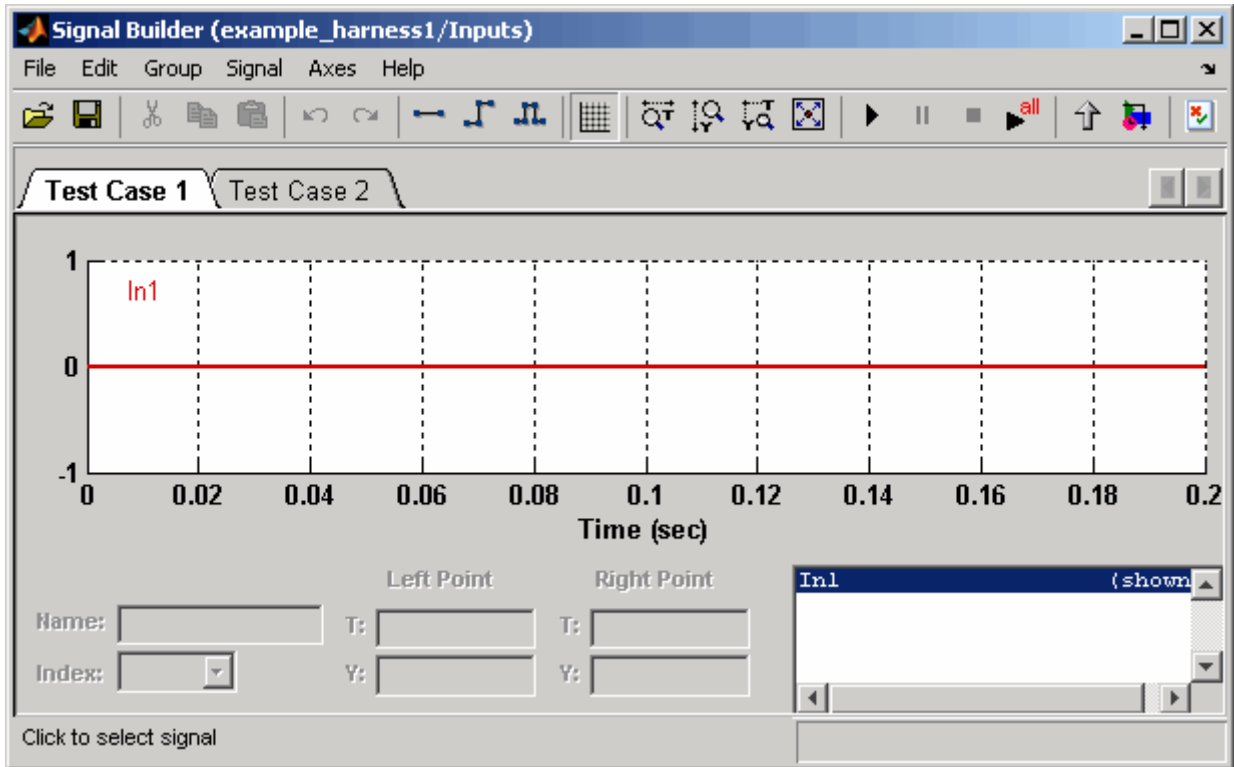 Signal Builder (example_harness1/Inputs)
File Edit Group Signal Axes Help
all
Test Case 1 Test Case 2
1
In1
0
-1
0 0.02 0.04 0.06 0.08 0.1 0.12 0.14 0.16 0.18 0.2
Time (sec)
Left Point Right Point
In1 (shown
Name: T: T:
Index: Y: Y:
Click to select signal